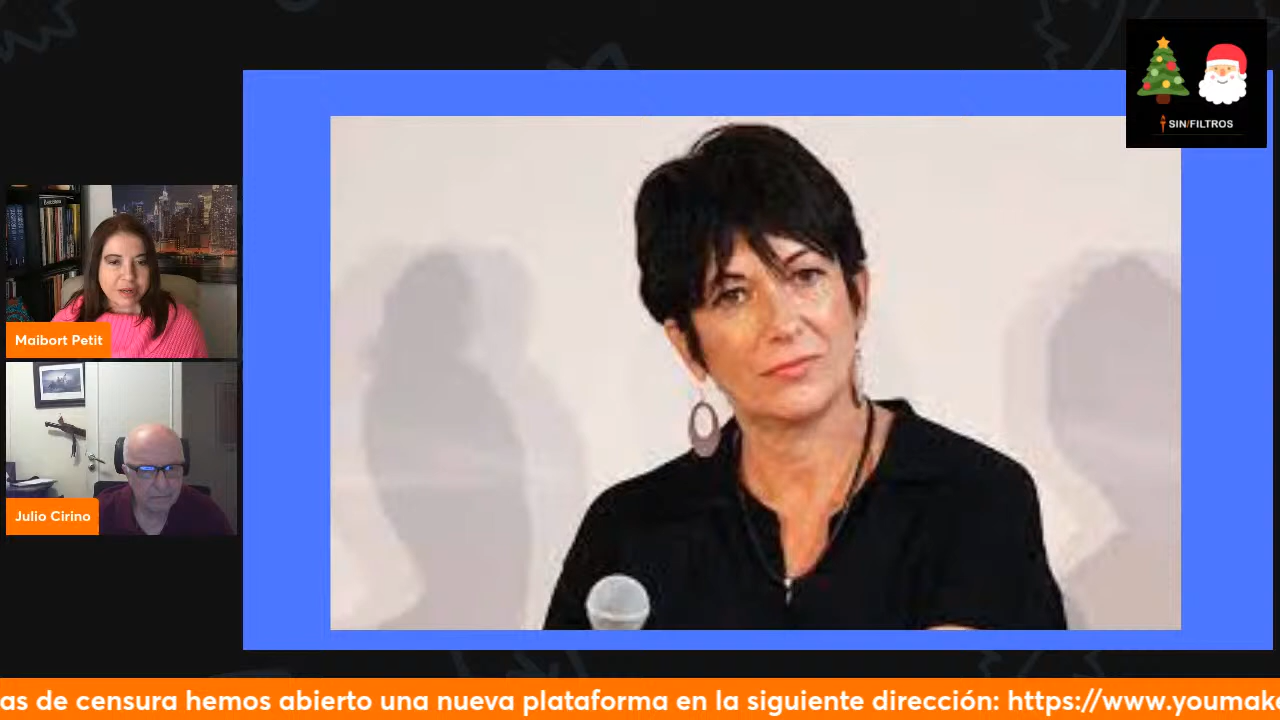 SIN/FILTROS
Maibort Petit
Julio Cirino
as de censura hemos abierto una nueva plataforma en la siguiente dirección: https://www.youmake